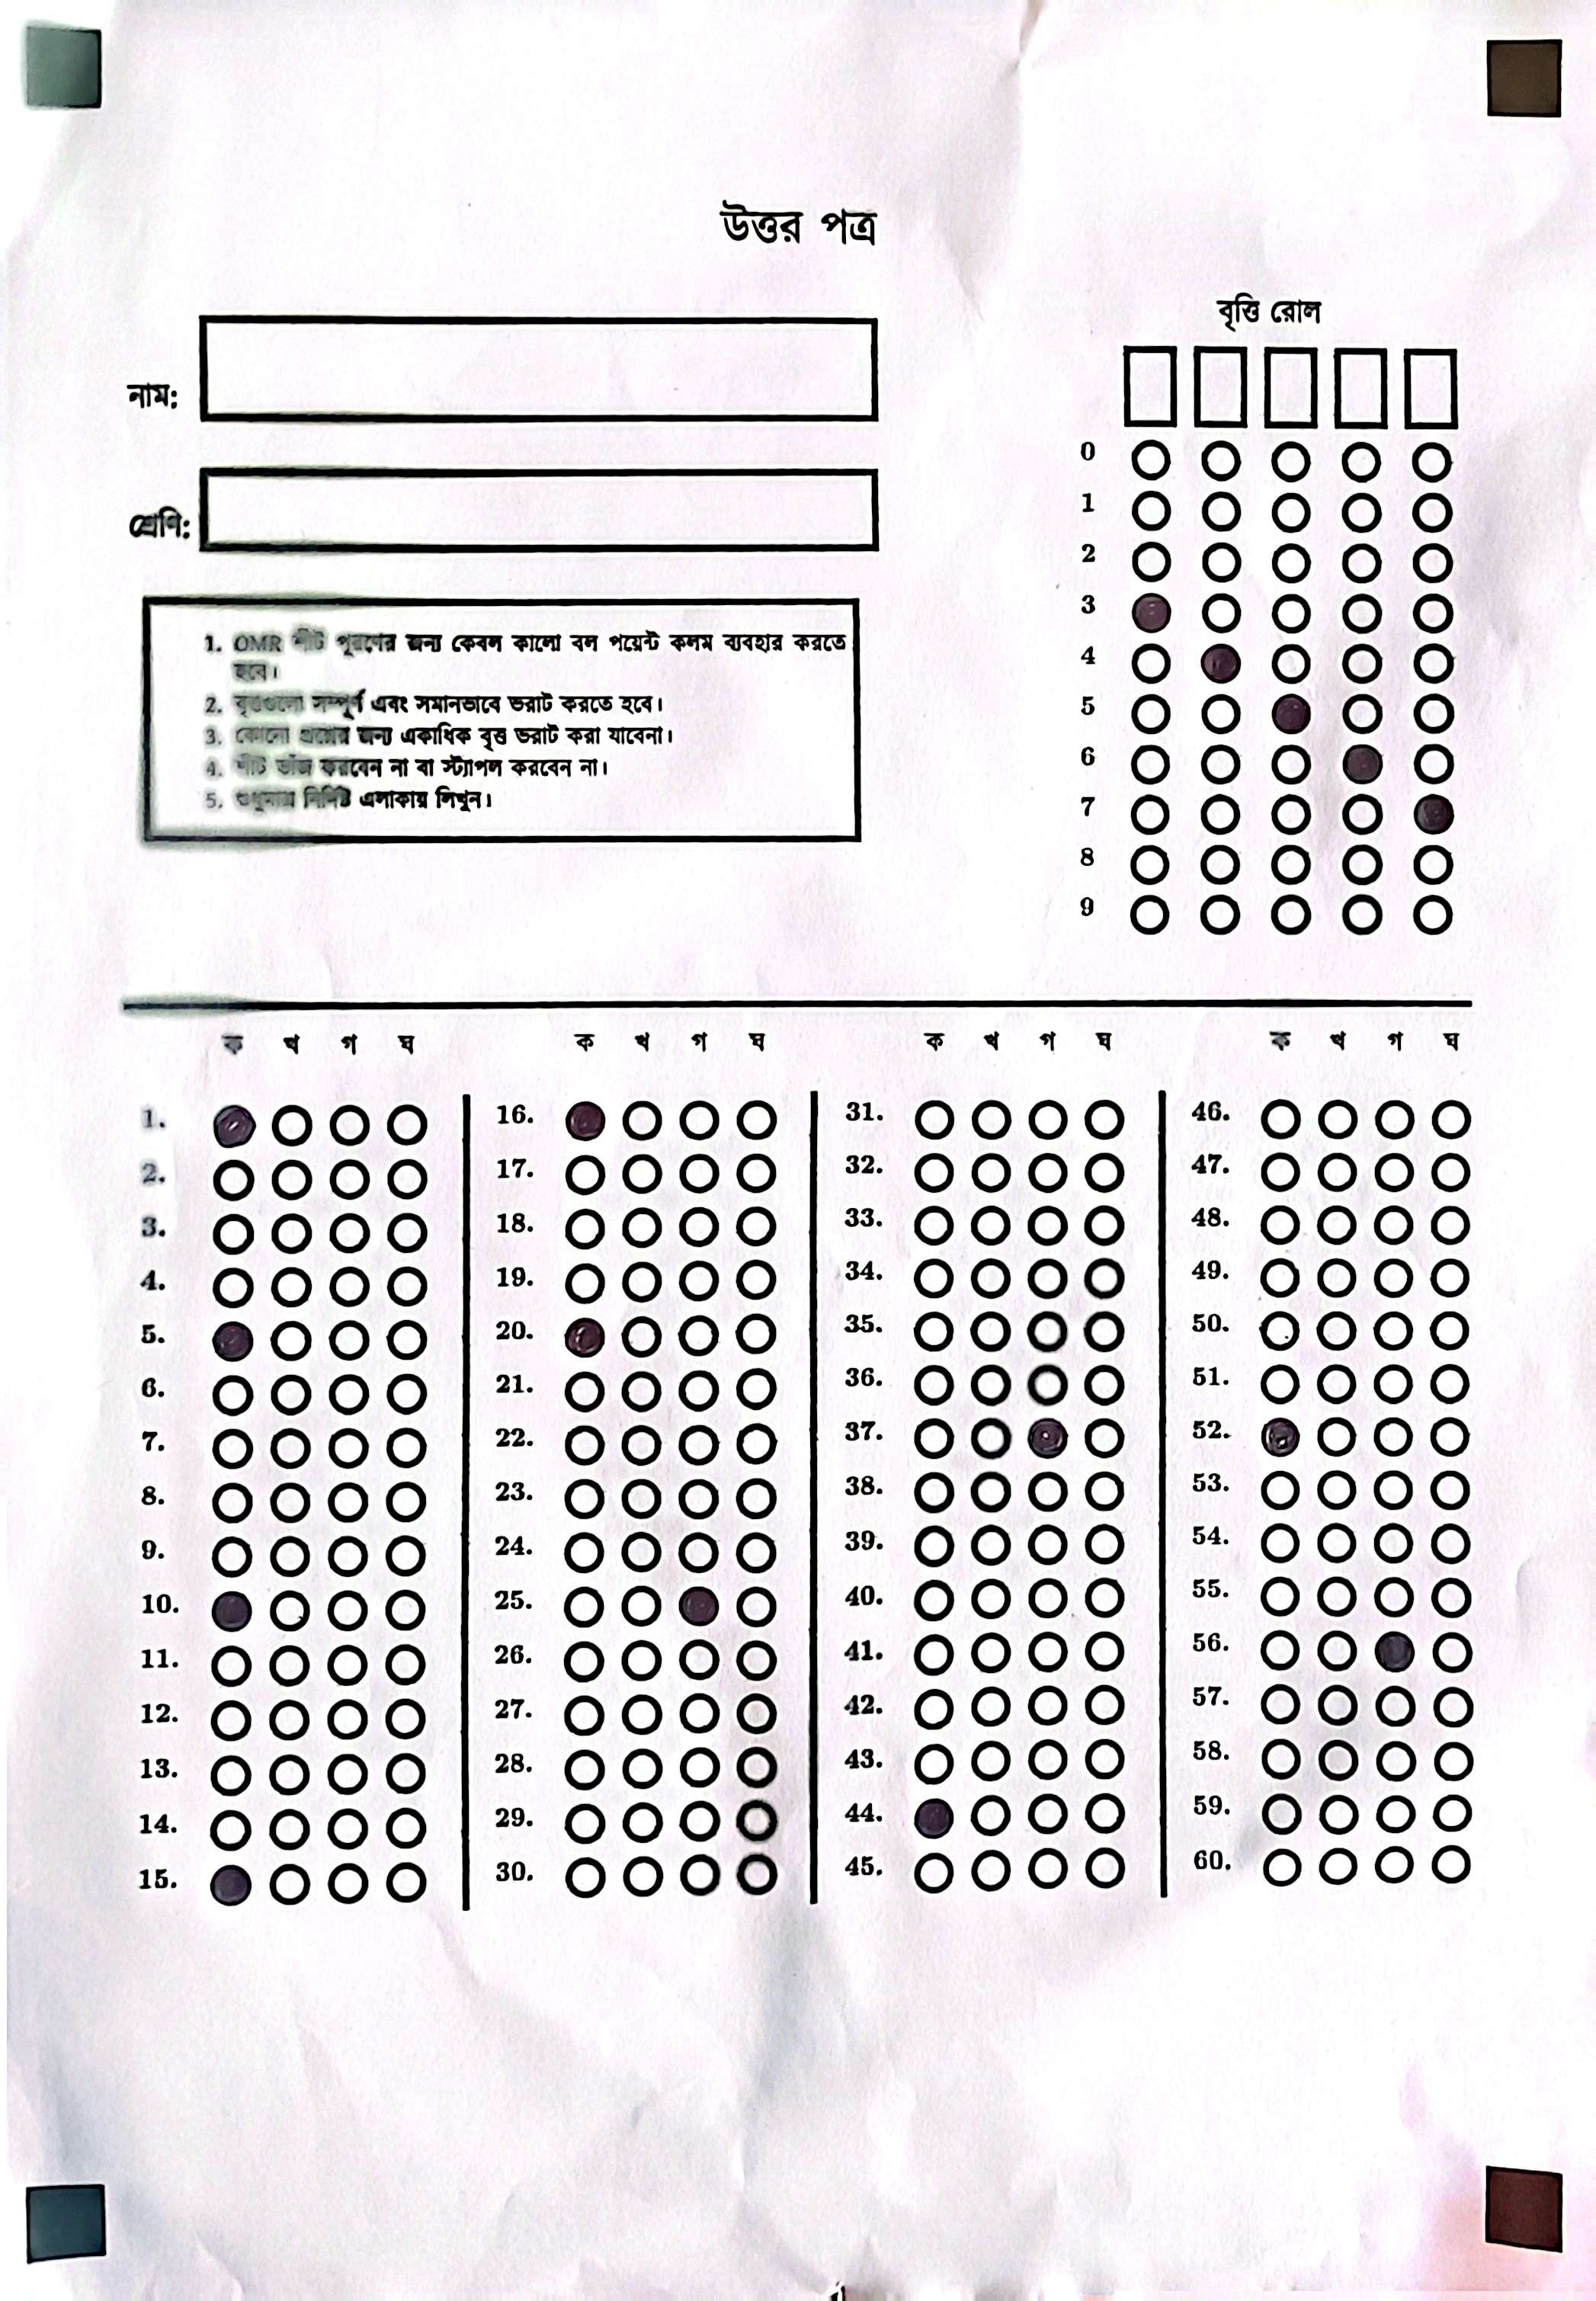 উত্তর পত্র
বৃত্তি রোল
নাম:
শ্রেণি:
0
1
2
3
4
5
6
7
8
9
1. OMR শীট পূরণের জন্য কেবল কালো বল পয়েন্ট কলম ব্যবহার করতে
হবে।
2. বৃত্তগুলো সম্পূর্ণ এবং সমানভাবে ভরাট করতে হবে।
3. কোনো প্রশ্নের জন্য একাধিক বৃত্ত ভরাট করা যাবেনা।
4. শীট ভাঁজ করবেন না বা স্ট্যাপল করবেন না।
5. শুধুমাত্র নির্দিষ্ট এলাকায় লিখুন।
ক খ গ ঘ ক খ গ ঘ ক খ গ ঘ ক খ গ ঘ
1. 16. 31. 46.
2. 17. 32. 47.
3. 18. 33. 48.
4. 19. 34. 49.
5. 20. 35. 50.
6. 21. 36. 51.
7. 22. 37. 52.
8. 23. 38. 53.
9. 24. 39. 54.
10. 25. 40. 55.
11. 26. 41. 56.
12. 27. 42. 57.
13. 28. 43. 58.
14. 29. 44. 59.
15. 30. 45. 60.